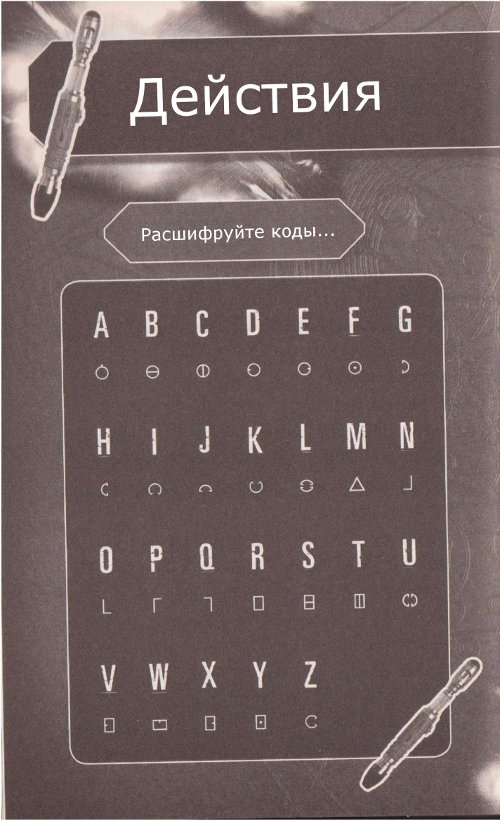 Действия
Расшифруйте коды...
A B C D E F G
H I J K L M N
O P Q R S T U
V W X Y Z